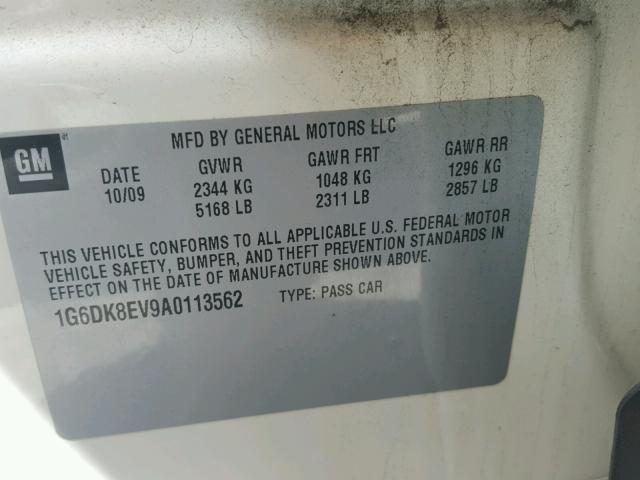 MFD BY GENERAL MOTORS LLC
GM
DATE GVWR GAWR FRT GAWR RR
10/09 2344 KG 1048 KG 1296 KG
5168 LB 2311 LB 2857 LB
THIS VEHICLE CONFORMS TO ALL APPLICABLE U.S. FEDERAL MOTOR
VEHICLE SAFETY, BUMPER, AND THEFT PREVENTION STANDARDS IN
EFFECT ON THE DATE OF MANUFACTURE SHOWN ABOVE.
1G6DK8EV9A0113562 TYPE: PASS CAR